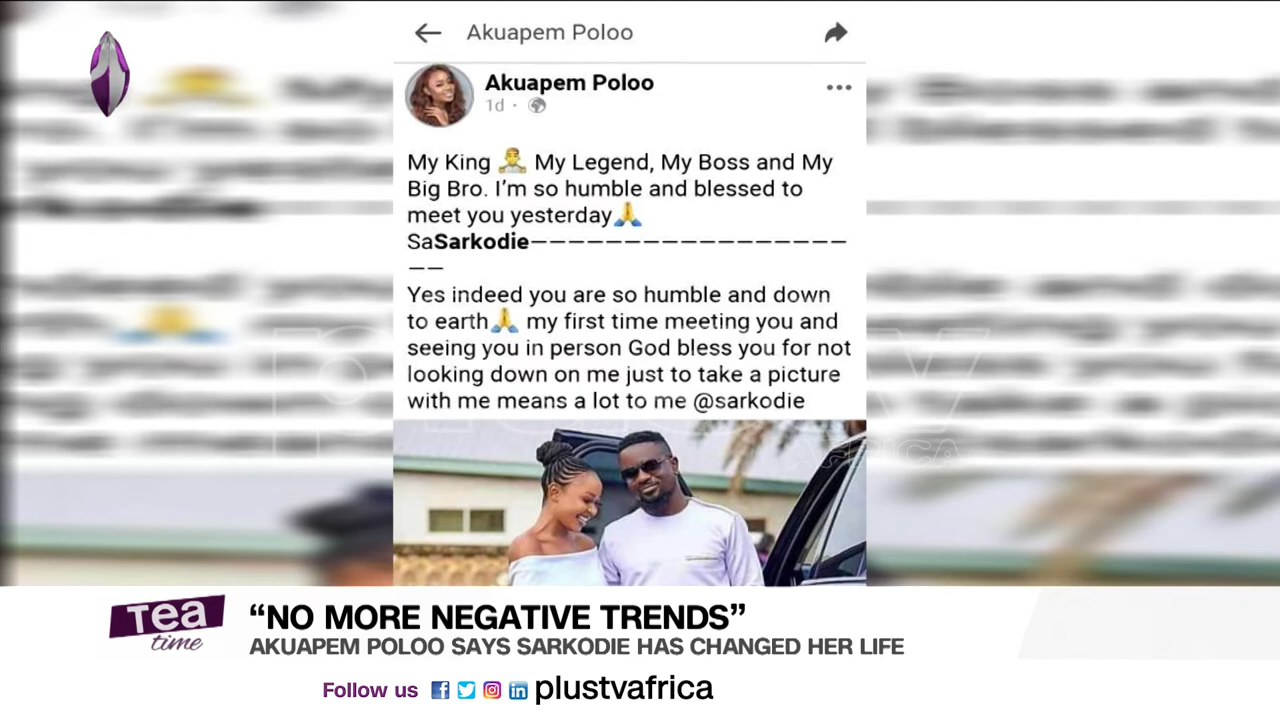 Akuapem Poloo
Akuapem Poloo
1d ·
My King 🤴 My Legend, My Boss and My
Big Bro. I'm so humble and blessed to
meet you yesterday🙏
SaSarkodie—————————————————
——
Yes indeed you are so humble and down
to earth🙏 my first time meeting you and
seeing you in person God bless you for not
looking down on me just to take a picture
with me means a lot to me @sarkodie
AFRICA
Tea
time
“NO MORE NEGATIVE TRENDS”
AKUAPEM POLOO SAYS SARKODIE HAS CHANGED HER LIFE
Follow us
plustvafrica